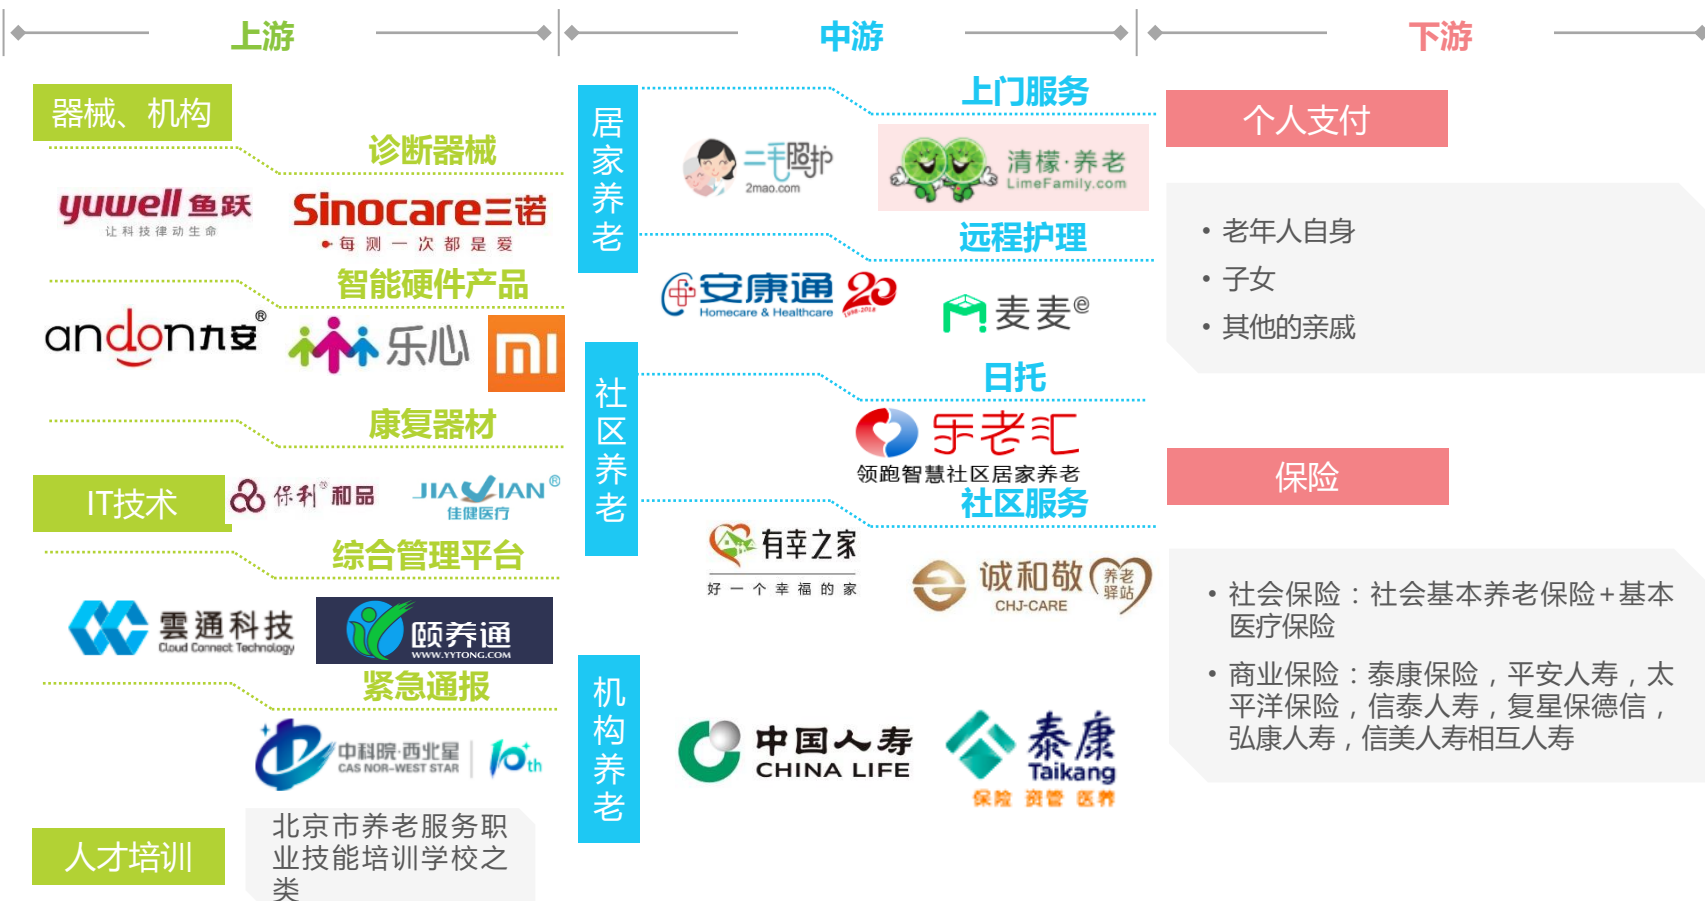 上游
中游
下游
器械、机构
诊断器械
yuwell 鱼跃
让科技律动生命
Sinocare三诺
每测一次都是爱
智能硬件产品
andon九安®
乐心
mi
康复器材
IT技术
保利®和品
JIAJIAN®
佳健医疗
综合管理平台
雲通科技
Cloud Connect Technology
颐养通
WWW.YYTONG.COM
紧急通报
中科院·西北星
CAS NOR-WEST STAR
10th
人才培训
北京市养老服务职
业技能培训学校之
类
居家养老
上门服务
二毛照护
2mao.com
清檬·养老
LimeFamily.com
远程护理
安康通
Homecare & Healthcare
20
1998-2018
麦麦e
社区养老
日托
乐老汇
领跑智慧社区居家养老
社区服务
有幸之家
好一个幸福的家
诚和敬
CHJ-CARE
养老
驿站
机构养老
中国人寿
CHINA LIFE
泰康
Taikang
保险 资管 医养
个人支付
• 老年人自身
• 子女
• 其他的亲戚
保险
• 社会保险：社会基本养老保险+基本
医疗保险
• 商业保险：泰康保险，平安人寿，太
平洋保险，信泰人寿，复星保德信，
弘康人寿，信美人寿相互人寿